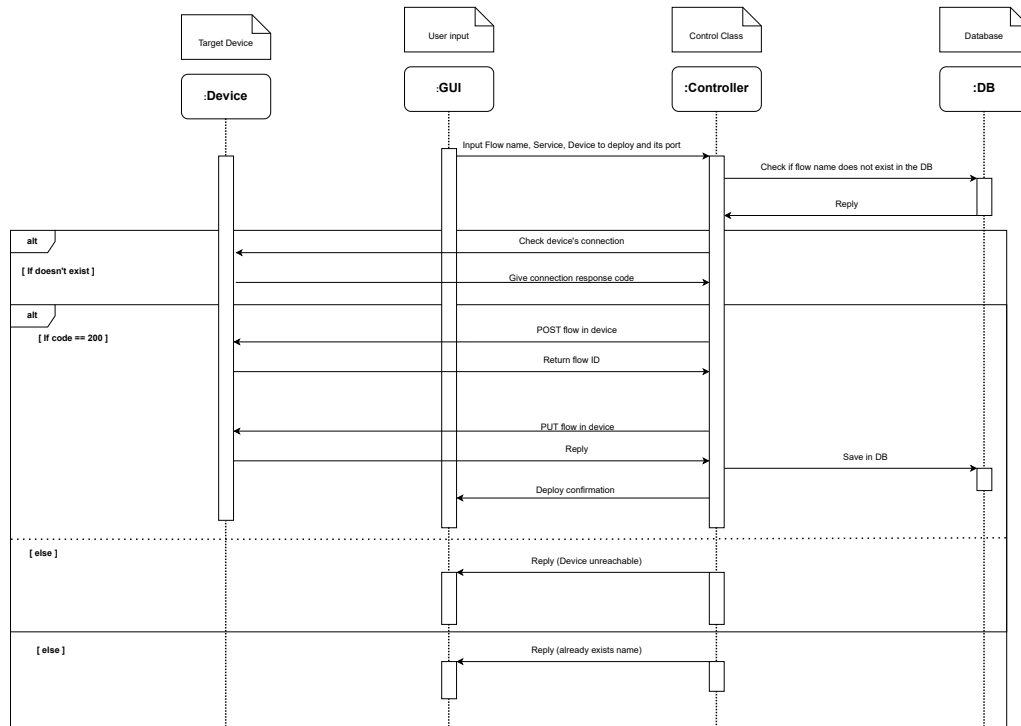 Target Device
User input
Control Class
Database
:Device
:GUI
:Controller
:DB
Input Flow name, Service, Device to deploy and its port
Check if flow name does not exist in the DB
Reply
alt
Check device's connection
[ If doesn't exist ]
Give connection response code
alt
POST flow in device
[ If code == 200 ]
Return flow ID
PUT flow in device
Reply
Save in DB
Deploy confirmation
[ else ]
Reply (Device unreachable)
[ else ]
Reply (already exists name)